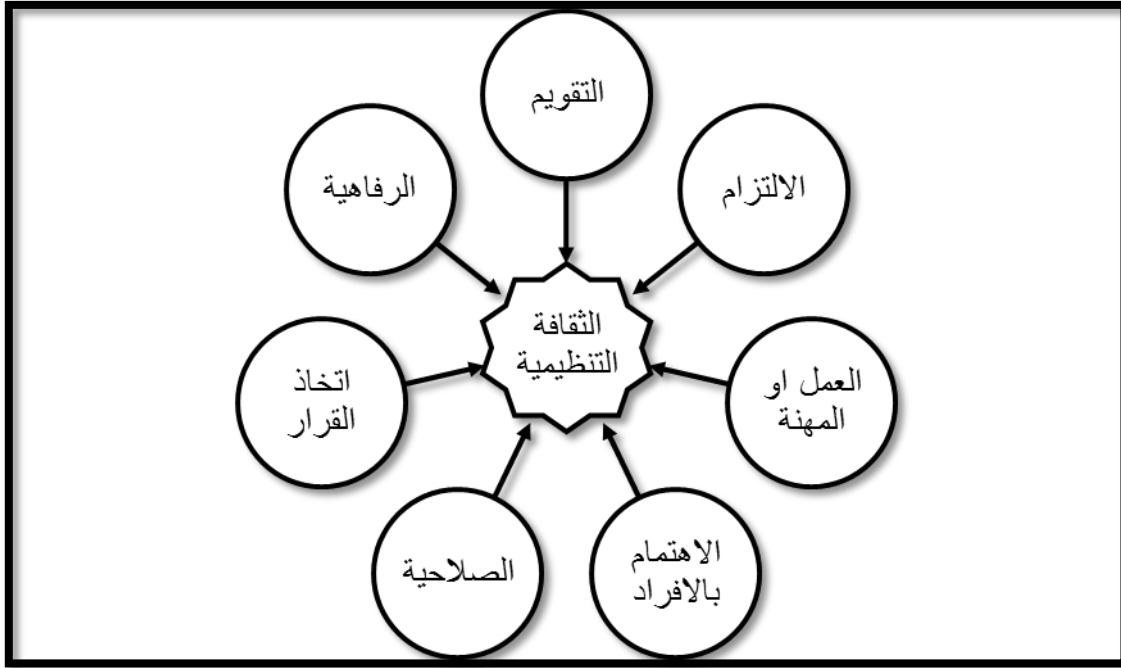 التقويم
الالتزام
الرفاهية
الثقافة
التنظيمية
العمل او
المهنة
اتخاذ
القرار
الاهتمام
بالافراد
الصلاحية